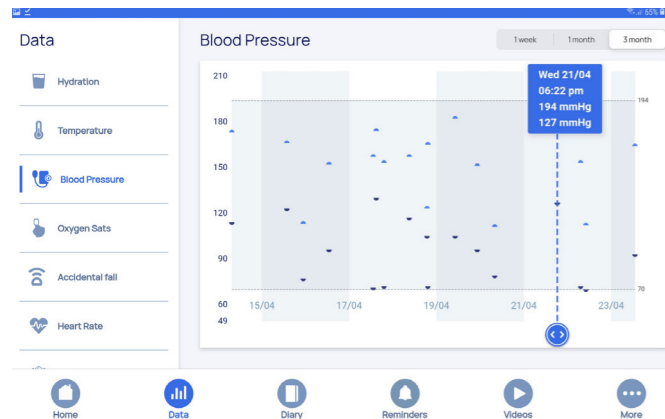 65%
Data
Hydration
Temperature
Blood Pressure
Oxygen Sats
Accidental fall
Heart Rate
Blood Pressure
1 week
1 month
3 month
210
180
150
120
90
60
49
194
70
15/04
17/04
19/04
21/04
23/04
Wed 21/04
06:22 pm
194 mmHg
127 mmHg
Home
Data
Diary
Reminders
Videos
More